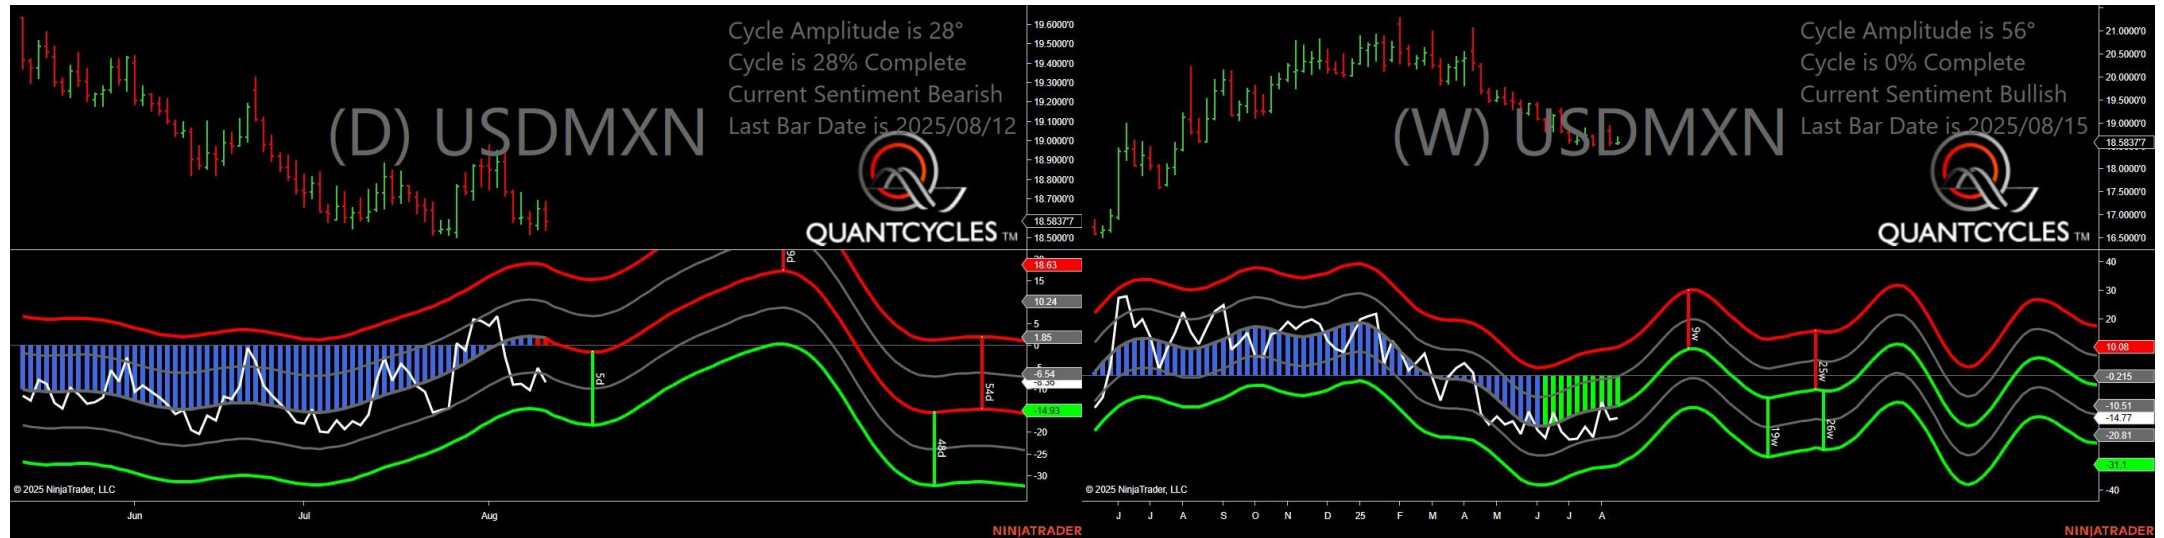 Cycle Amplitude is 28°
Cycle is 28% Complete
Current Sentiment Bearish
Last Bar Date is 2025/08/12
(D) USDMXN
QUANTCYCLES TM
19.6000'0
19.5000'0
19.4000'0
19.3000'0
19.2000'0
19.1000'0
19.0000'0
18.9000'0
18.8000'0
18.7000'0
18.5837'7
18.5000'0
9d
18.63
15
10.24
5
1.85
0
-6.54
-8.36
-14.93
-20
-25
-30
5d
48d
54d
© 2025 NinjaTrader, LLC
Jun
Jul
Aug
NINJATRADER
Cycle Amplitude is 56°
Cycle is 0% Complete
Current Sentiment Bullish
Last Bar Date is 2025/08/15
(W) USDMXN
QUANTCYCLES TM
21.0000'0
20.5000'0
20.0000'0
19.5000'0
19.0000'0
18.5837'7
18.0000'0
17.5000'0
17.0000'0
16.5000'0
40
30
20
10.08
-0.215
-10.51
-14.77
-20.81
-31.1
-40
9w
25w
19w
26w
© 2025 NinjaTrader, LLC
J J A S O N D 25 F M A M J J A
NINJATRADER